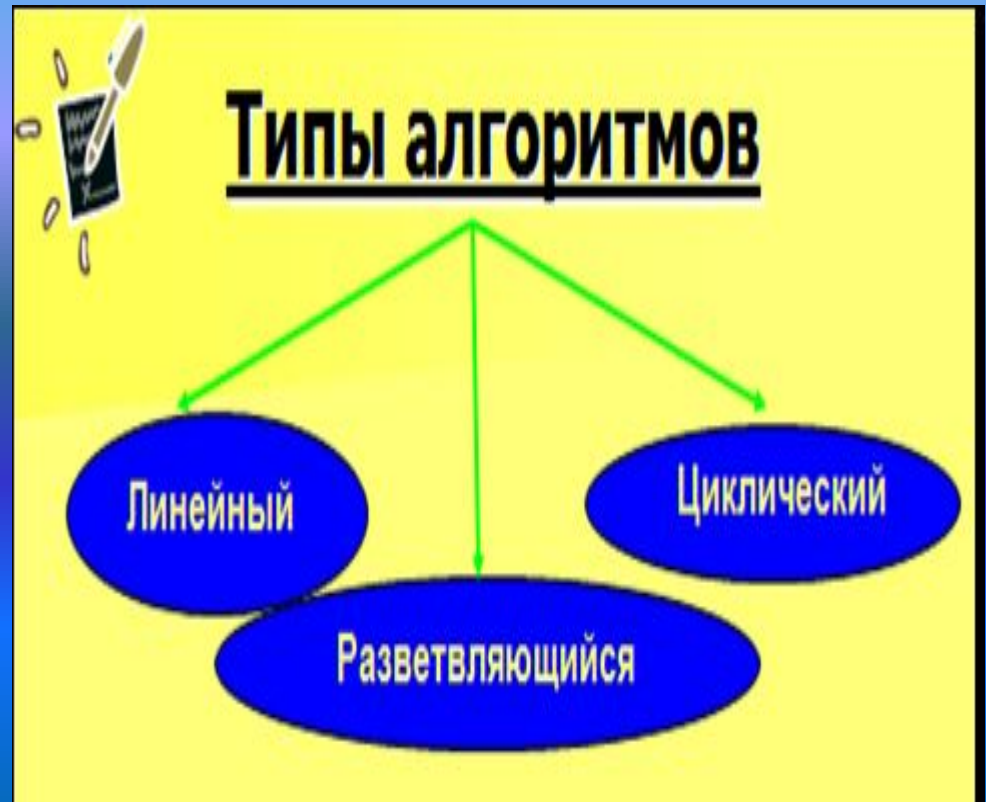 Типы алгоритмов
Линейный
Циклический
Разветвляющийся